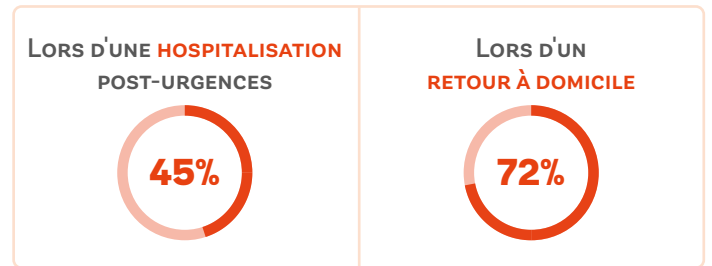 Lors d'une hospitalisation
post-urgences
45%
Lors d'un
retour à domicile
72%